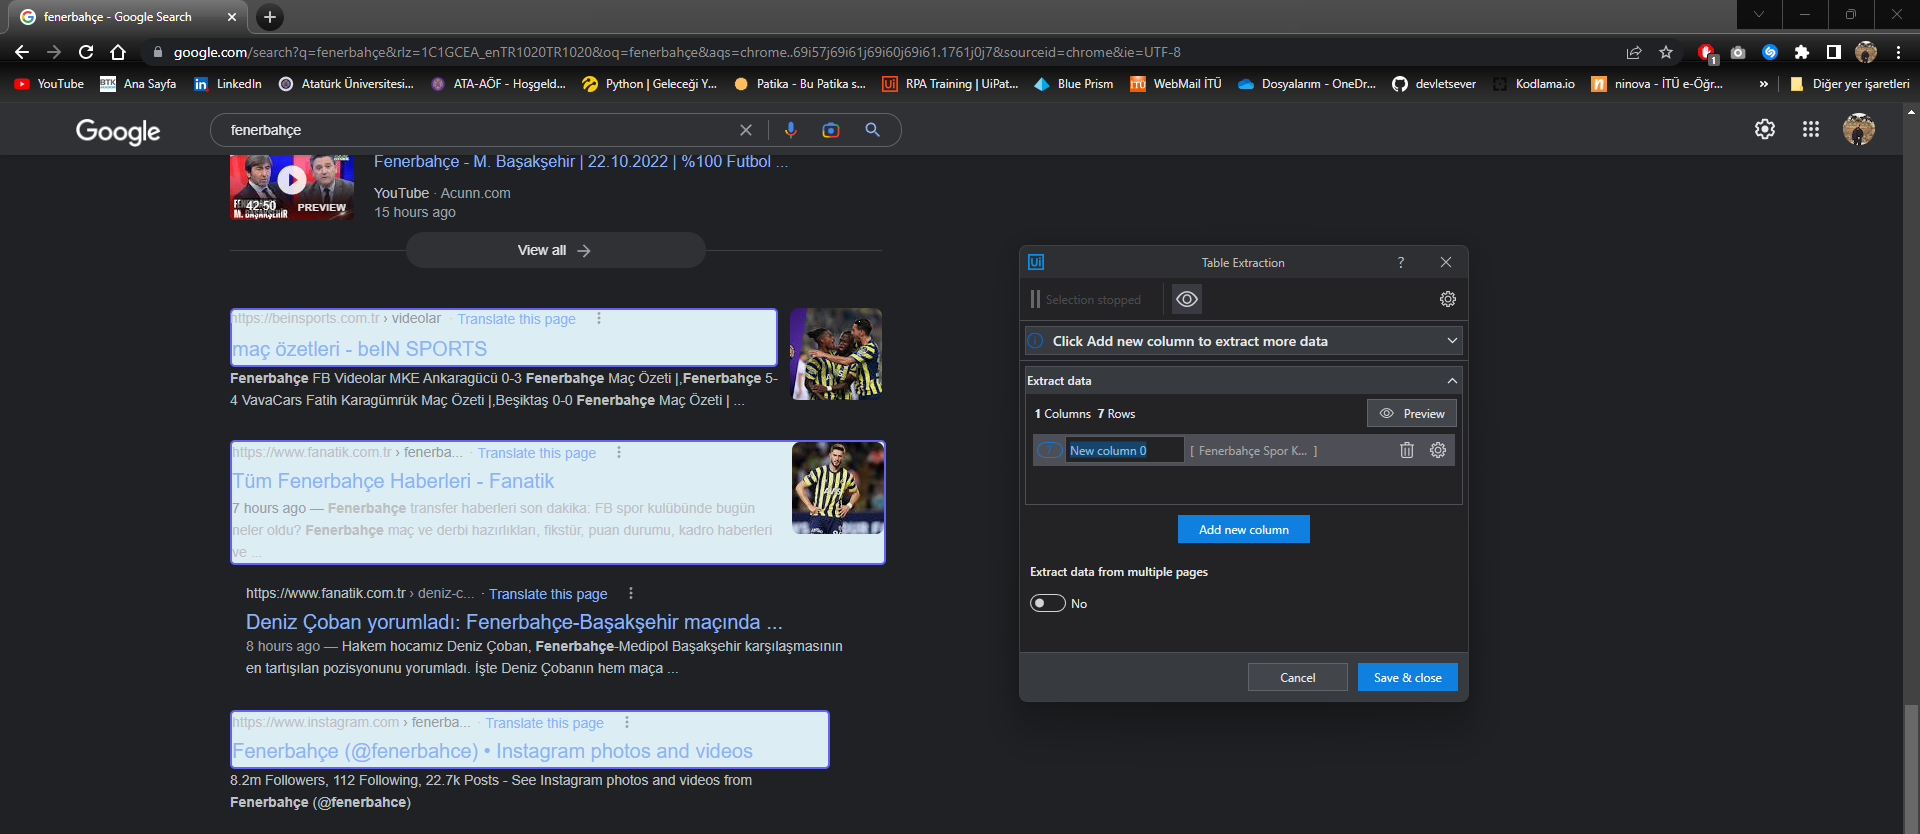 fenerbahçe - Google Search
google.com/search?q=fenerbahçe&rlz=1C1GCEA_enTR1020TR1020&oq=fenerbahçe&aqs=chrome..69i57j69i61j69i60j69i61.1761j0j7&sourceid=chrome&ie=UTF-8
1
YouTube BTK Ana Sayfa LinkedIn Atatürk Üniversitesi... ATA-AÖF - Hoşgeld... Python | Geleceği Y... Patika - Bu Patika s... RPA Training | UiPat... Blue Prism WebMail İTÜ Dosyalarım - OneDr... devletsever Kodlama.io ninova - İTÜ e-Öğr... » Diğer yer işaretleri
Google
fenerbahçe
Fenerbahçe - M. Başakşehir | 22.10.2022 | %100 Futbol ...
YouTube · Acunn.com
15 hours ago
42:50
PREVIEW
M. BAŞAKŞEHİR
View all →
https://beinsports.com.tr › videolar · Translate this page
maç özetleri - beIN SPORTS
Fenerbahçe FB Videolar MKE Ankaragücü 0-3 Fenerbahçe Maç Özeti |,Fenerbahçe 5-
4 VavaCars Fatih Karagümrük Maç Özeti |,Beşiktaş 0-0 Fenerbahçe Maç Özeti | ...
https://www.fanatik.com.tr › fenerba... · Translate this page
Tüm Fenerbahçe Haberleri - Fanatik
7 hours ago — Fenerbahçe transfer haberleri son dakika: FB spor kulübünde bugün
neler oldu? Fenerbahçe maç ve derbi hazırlıkları, fikstür, puan durumu, kadro haberleri
ve ...
https://www.fanatik.com.tr › deniz-c... · Translate this page
Deniz Çoban yorumladı: Fenerbahçe-Başakşehir maçında ...
8 hours ago — Hakem hocamız Deniz Çoban, Fenerbahçe-Medipol Başakşehir karşılaşmasının
en tartışılan pozisyonunu yorumladı. İşte Deniz Çobanın hem maça ...
https://www.instagram.com › fenerba... · Translate this page
Fenerbahçe (@fenerbahce) • Instagram photos and videos
8.2m Followers, 112 Following, 22.7k Posts - See Instagram photos and videos from
Fenerbahçe (@fenerbahce)
Ui Table Extraction ?
Selection stopped
Click Add new column to extract more data
Extract data
1 Columns 7 Rows
Preview
7 New column 0 [ Fenerbahçe Spor K... ]
Add new column
Extract data from multiple pages
No
Cancel
Save & close